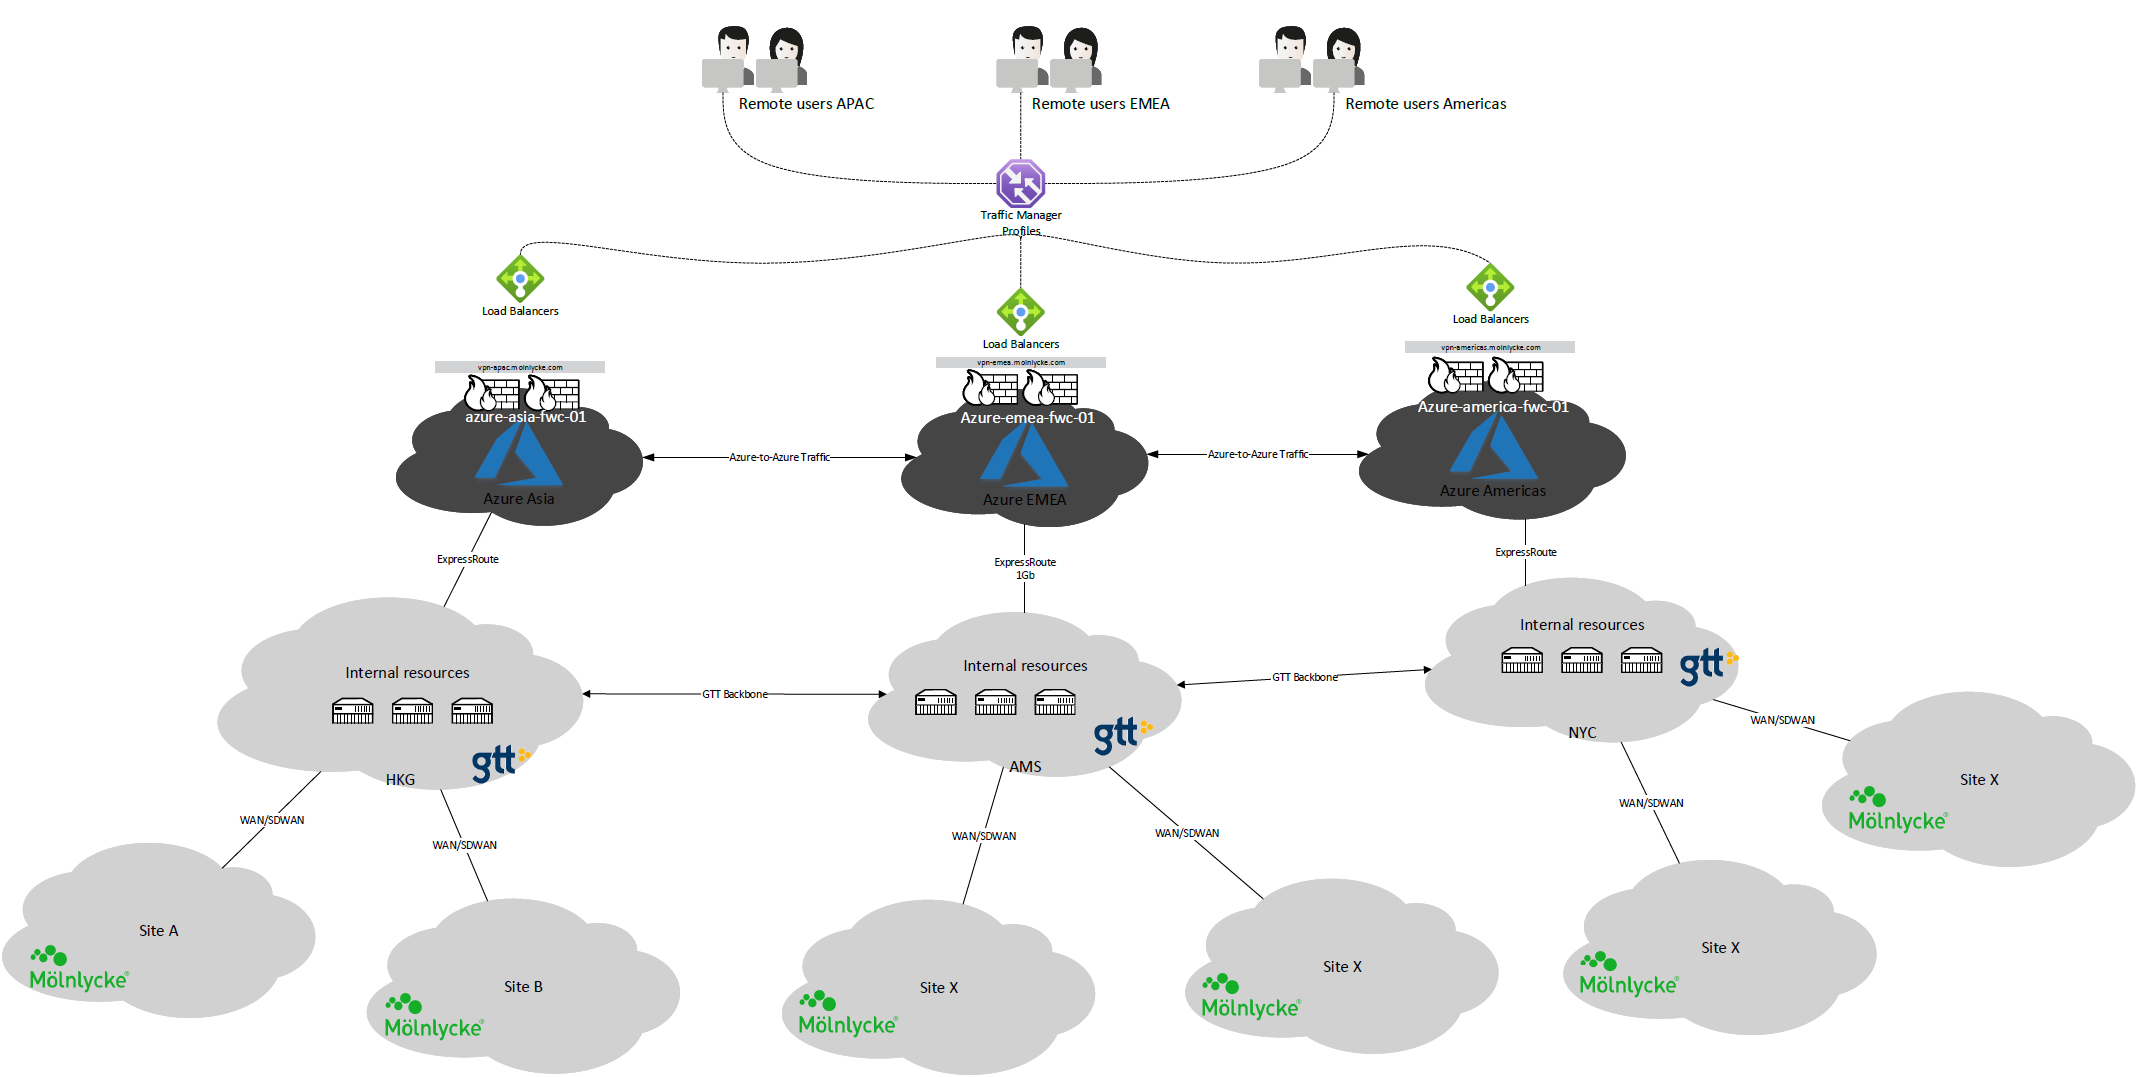 Remote users APAC
Remote users EMEA
Remote users Americas
Traffic Manager
Profiles
Load Balancers
Load Balancers
Load Balancers
vpn-apac.molnlycke.com
vpn-emea.molnlycke.com
vpn-americas.molnlycke.com
azure-asia-fwc-01
Azure-emea-fwc-01
Azure-america-fwc-01
Azure-to-Azure Traffic
Azure-to-Azure Traffic
Azure Asia
Azure EMEA
Azure Americas
ExpressRoute
ExpressRoute
1Gb
ExpressRoute
Internal resources
Internal resources
Internal resources
gtt
gtt
gtt
GTT Backbone
GTT Backbone
HKG
AMS
NYC
WAN/SDWAN
WAN/SDWAN
WAN/SDWAN
WAN/SDWAN
WAN/SDWAN
WAN/SDWAN
Site A
Mölnlycke®
Site B
Mölnlycke®
Site X
Mölnlycke®
Site X
Mölnlycke®
Site X
Mölnlycke®
Site X
Mölnlycke®